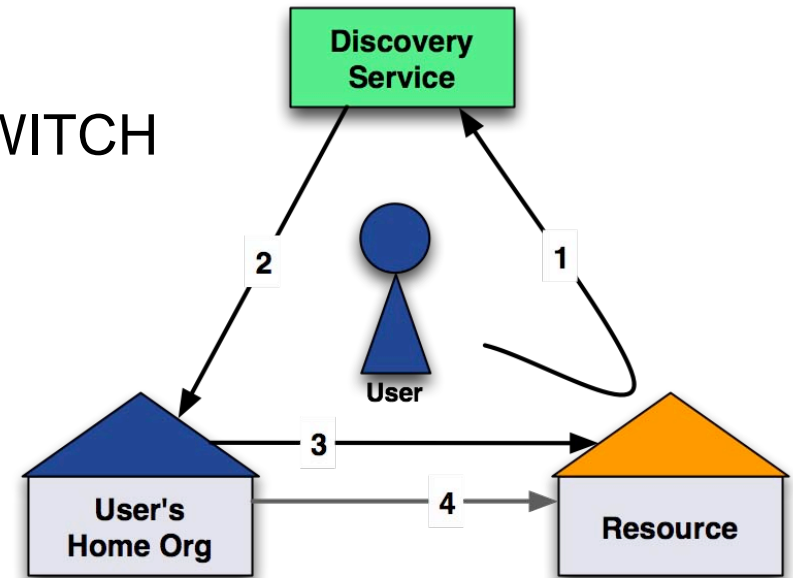 Discovery
Service
WITCH
2
1
User
3
4
User's
Home Org
Resource